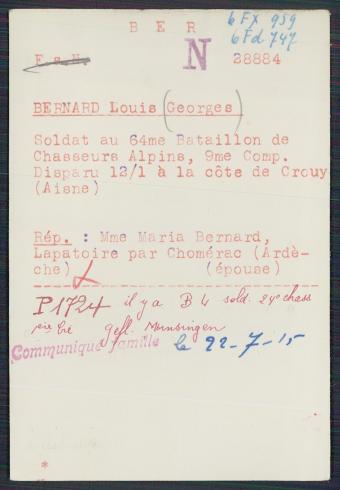 B E R
6 FX 939
6 Fd 747
F.s.N.
N
28884
BERNARD Louis (Georges)
Soldat au 64me Bataillon de
Chasseurs Alpins, 9me Comp.
Disparu 12/1 à la côte de Crouy
(Aisne)
Rép. : Mme Maria Bernard,
Lapatoire par Chomérac (Ardè-
che) (épouse)
P1724 il y a B L sold. 24e chass
gefl. Munsingen
Communiqué famille le 22-7-15